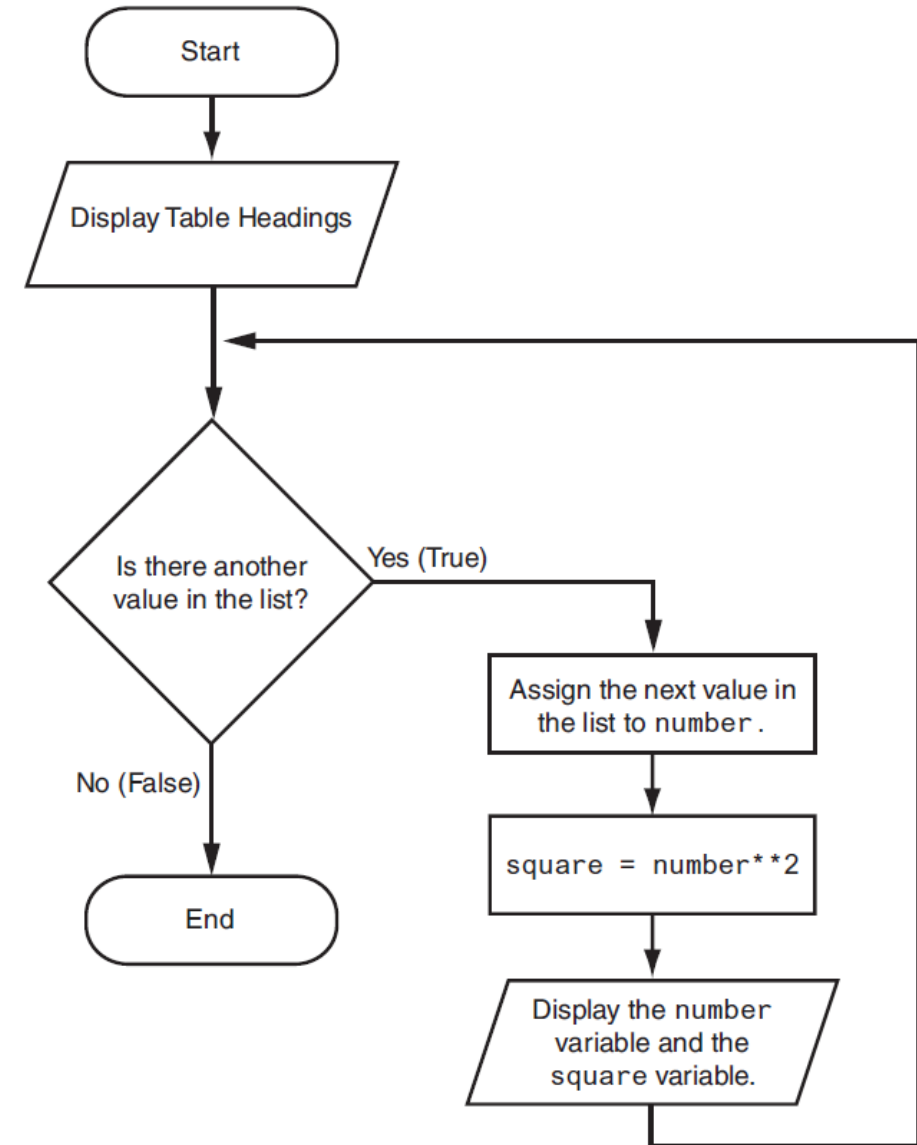 Start
Display Table Headings
Is there another
value in the list?
Yes (True)
Assign the next value in
the list to number.
square = number**2
Display the number
variable and the
square variable.
No (False)
End